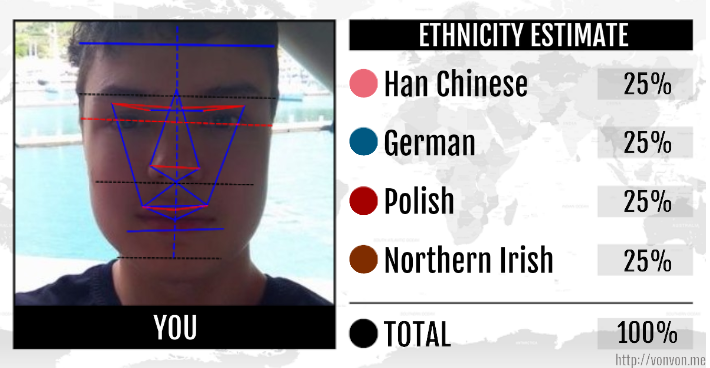 ETHNICITY ESTIMATE
Han Chinese 25%
German 25%
Polish 25%
Northern Irish 25%
YOU
TOTAL 100%
http://vonvon.me